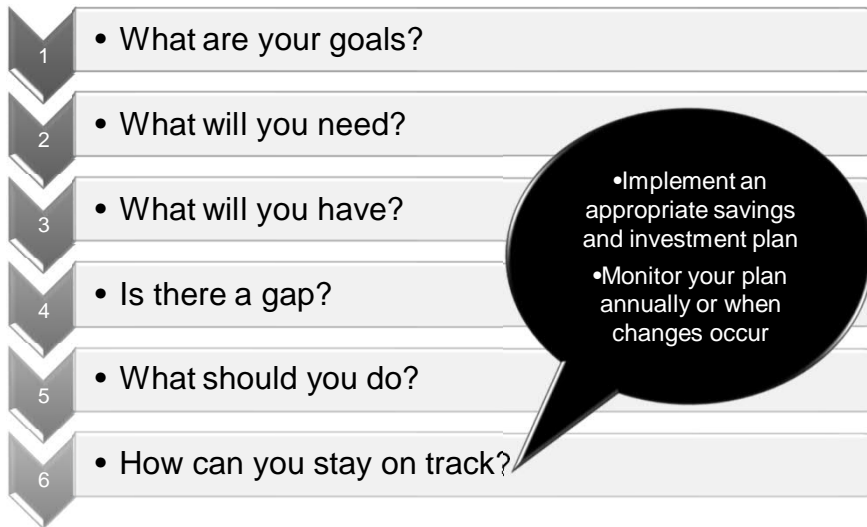 1
• What are your goals?
2
• What will you need?
3
• What will you have?
4
• Is there a gap?
5
• What should you do?
6
• How can you stay on track?
•Implement an
appropriate savings
and investment plan
•Monitor your plan
annually or when
changes occur